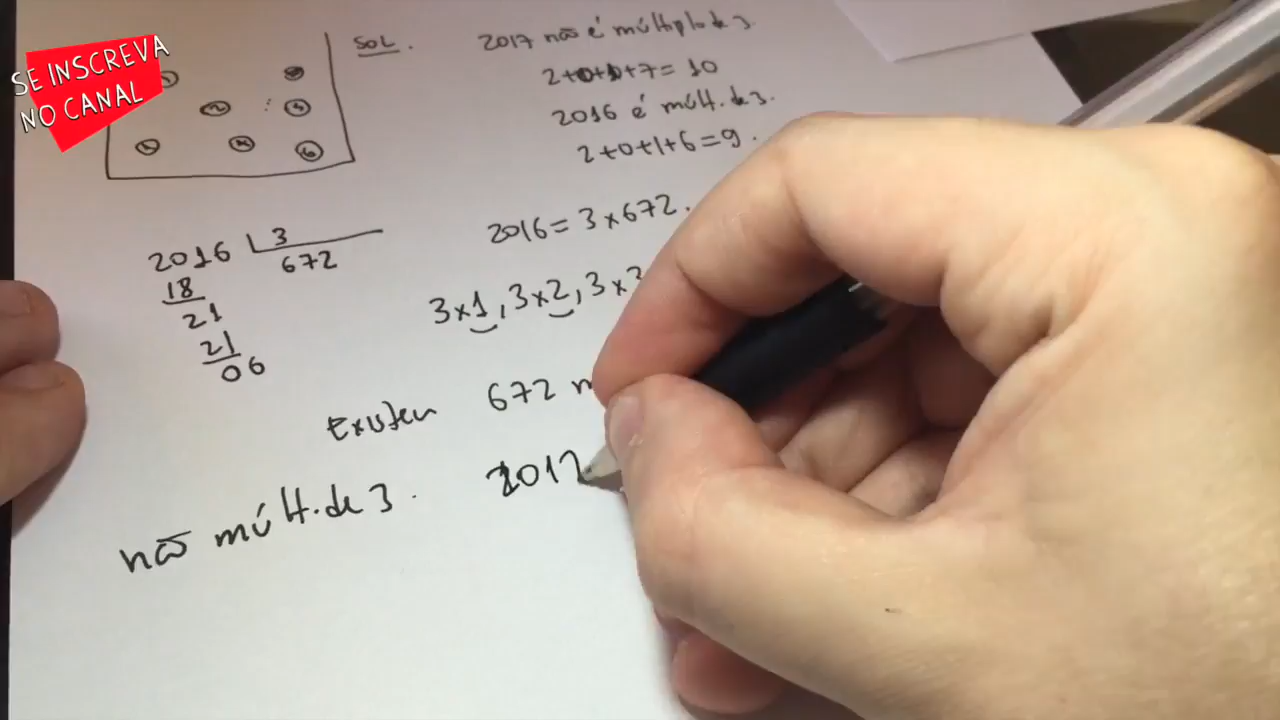 SE INSCREVA
NO CANAL
SOL.
2017 não é múltiplo de 3.
2+0+1+7=10
2016 é múlt. de 3.
2+0+1+6=9.
2016 = 3x672.
2016 3
672
18
21
21
06
3x1, 3x2, 3x
Existem 672
não múlt. de 3. 2017